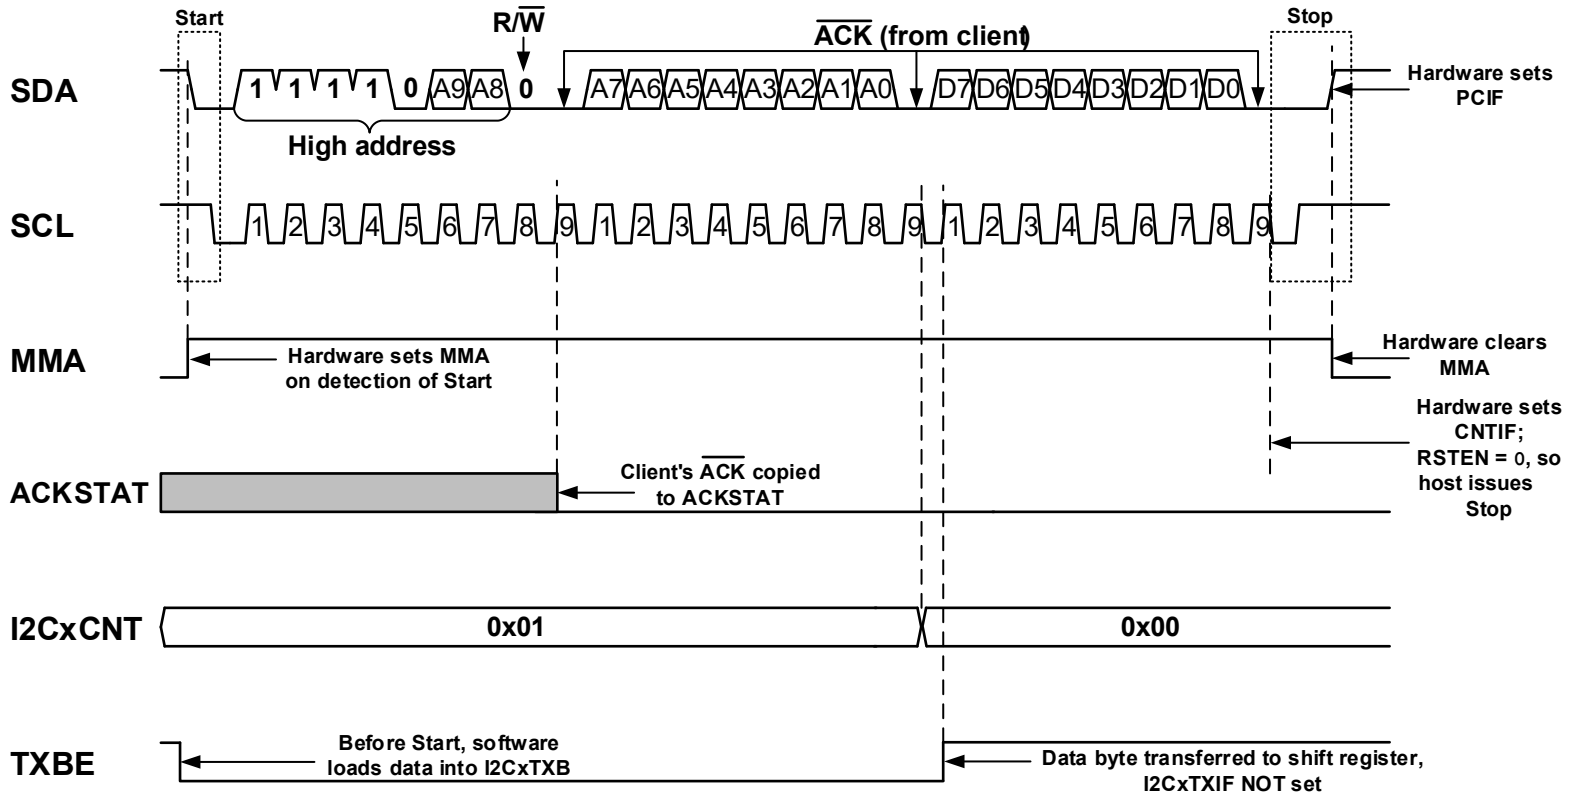 Start
R/W
ACK (from client)
Stop
SDA
1 1 1 1 0 A9 A8 0 A7 A6 A5 A4 A3 A2 A1 A0 D7 D6 D5 D4 D3 D2 D1 D0
Hardware sets
PCIF
High address
SCL
1 2 3 4 5 6 7 8 9 1 2 3 4 5 6 7 8 9 1 2 3 4 5 6 7 8 9
MMA
Hardware sets MMA
on detection of Start
Hardware clears
MMA
Hardware sets
CNTIF;
RSTEN = 0, so
host issues
Stop
ACKSTAT
Client's ACK copied
to ACKSTAT
I2CxCNT
0x01
0x00
TXBE
Before Start, software
loads data into I2CxTXB
Data byte transferred to shift register,
I2CxTXIF NOT set